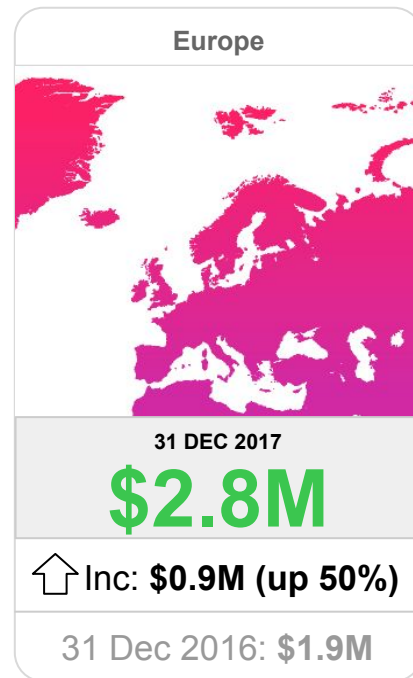 Europe
31 DEC 2017
$2.8M
Inc: $0.9M (up 50%)
31 Dec 2016: $1.9M